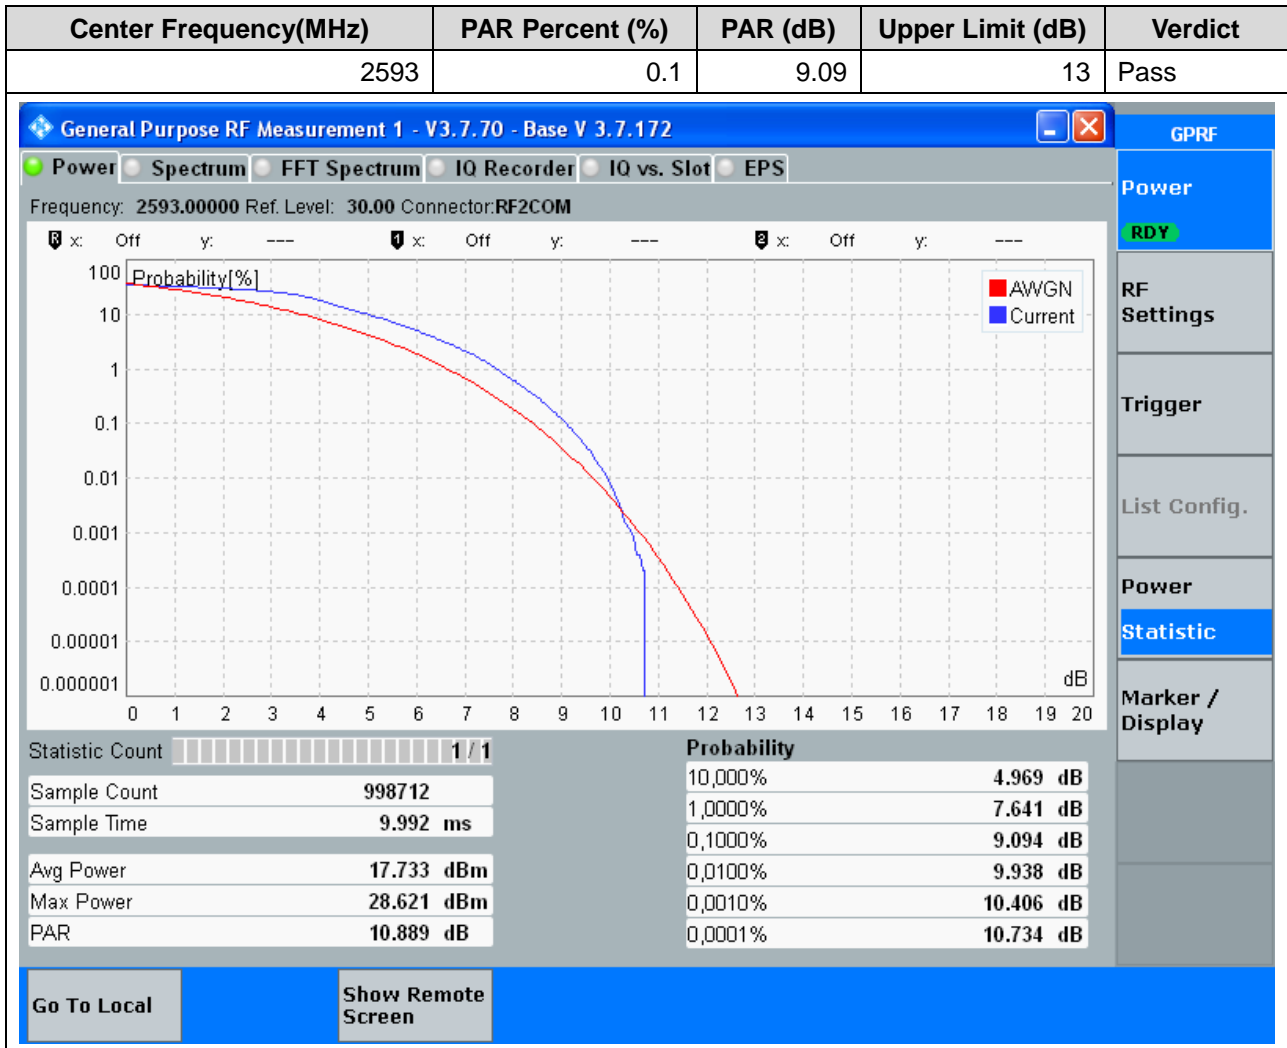 Center Frequency(MHz) PAR Percent (%) PAR (dB) Upper Limit (dB) Verdict
2593 0.1 9.09 13 Pass
General Purpose RF Measurement 1 - V3.7.70 - Base V 3.7.172
GPRF
Power Spectrum FFT Spectrum IQ Recorder IQ vs. Slot EPS
Power
RDY
Frequency: 2593.00000 Ref. Level: 30.00 Connector:RF2COM
R x: Off y: --- 1 x: Off y: --- 2 x: Off y: ---
Probability[%]
AWGN
Current
100
10
1
0.1
0.01
0.001
0.0001
0.00001
0.000001
dB
0 1 2 3 4 5 6 7 8 9 10 11 12 13 14 15 16 17 18 19 20
RF
Settings
Trigger
List Config.
Power
Statistic
Marker /
Display
Statistic Count 1 / 1
Sample Count 998712
Sample Time 9.992 ms
Avg Power 17.733 dBm
Max Power 28.621 dBm
PAR 10.889 dB
Probability
10,000% 4.969 dB
1,0000% 7.641 dB
0,1000% 9.094 dB
0,0100% 9.938 dB
0,0010% 10.406 dB
0,0001% 10.734 dB
Go To Local
Show Remote
Screen